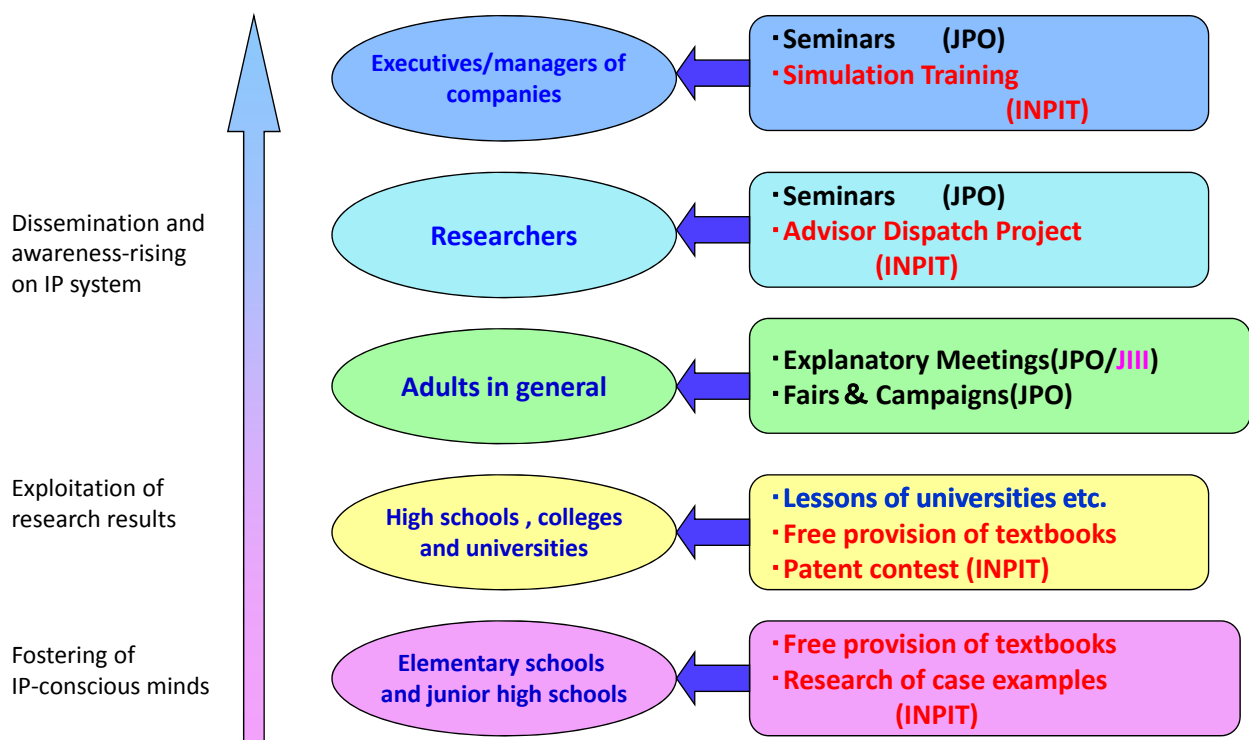 Executives/managers of
companies
・Seminars (JPO)
・Simulation Training
(INPIT)
Dissemination and
awareness-rising
on IP system
Researchers
・Seminars (JPO)
・Advisor Dispatch Project
(INPIT)
Adults in general
・Explanatory Meetings(JPO/JIII)
・Fairs＆Campaigns(JPO)
Exploitation of
research results
High schools , colleges
and universities
・Lessons of universities etc.
・Free provision of textbooks
・Patent contest (INPIT)
Fostering of
IP-conscious minds
Elementary schools
and junior high schools
・Free provision of textbooks
・Research of case examples
(INPIT)